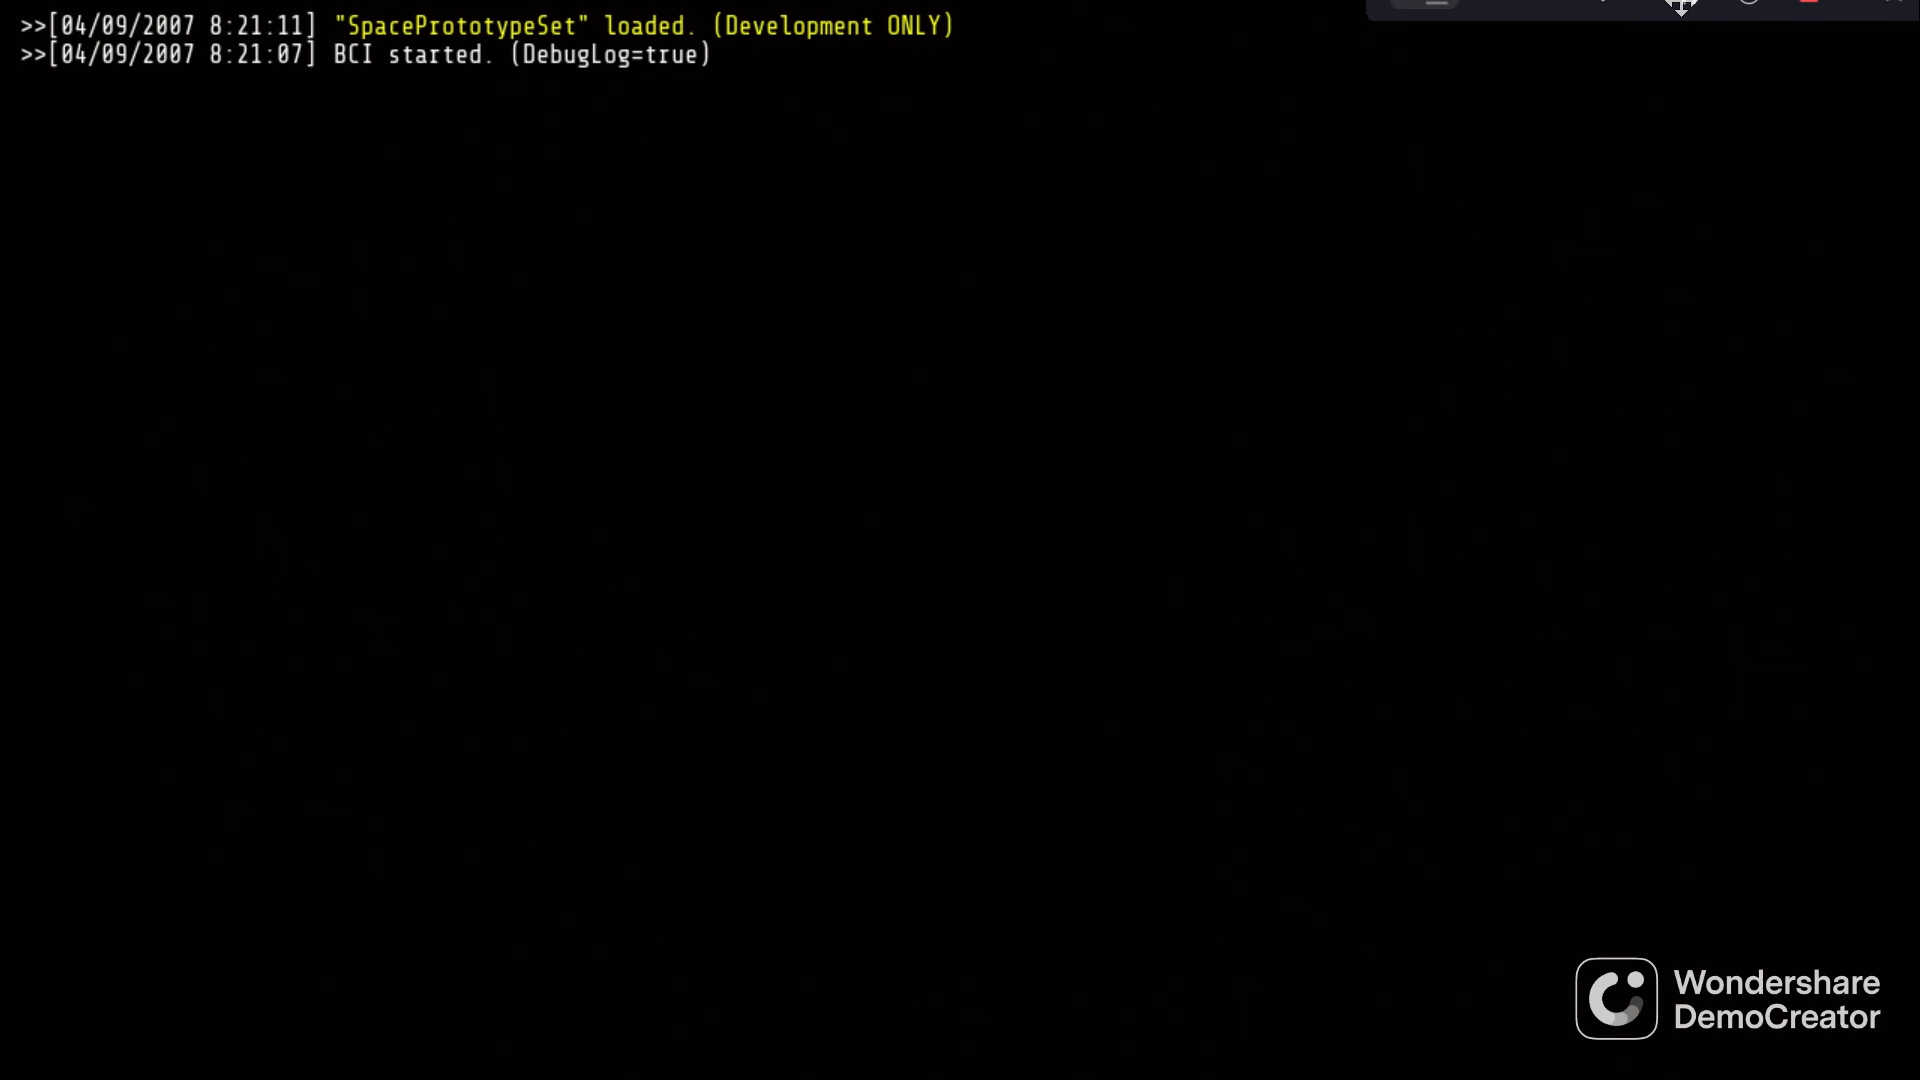 >>[04/09/2007 8:21:11] "SpacePrototypeSet" loaded. (Development ONLY)
>>[04/09/2007 8:21:07] BCI started. (DebugLog=true)
Wondershare
DemoCreator